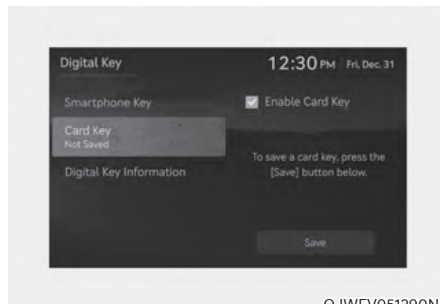 Digital Key
12:30 PM Fri, Dec. 31
Smartphone Key
Enable Card Key
Card Key
Not Saved
Digital Key Information
To save a card key, press the
[Save] button below.
Save